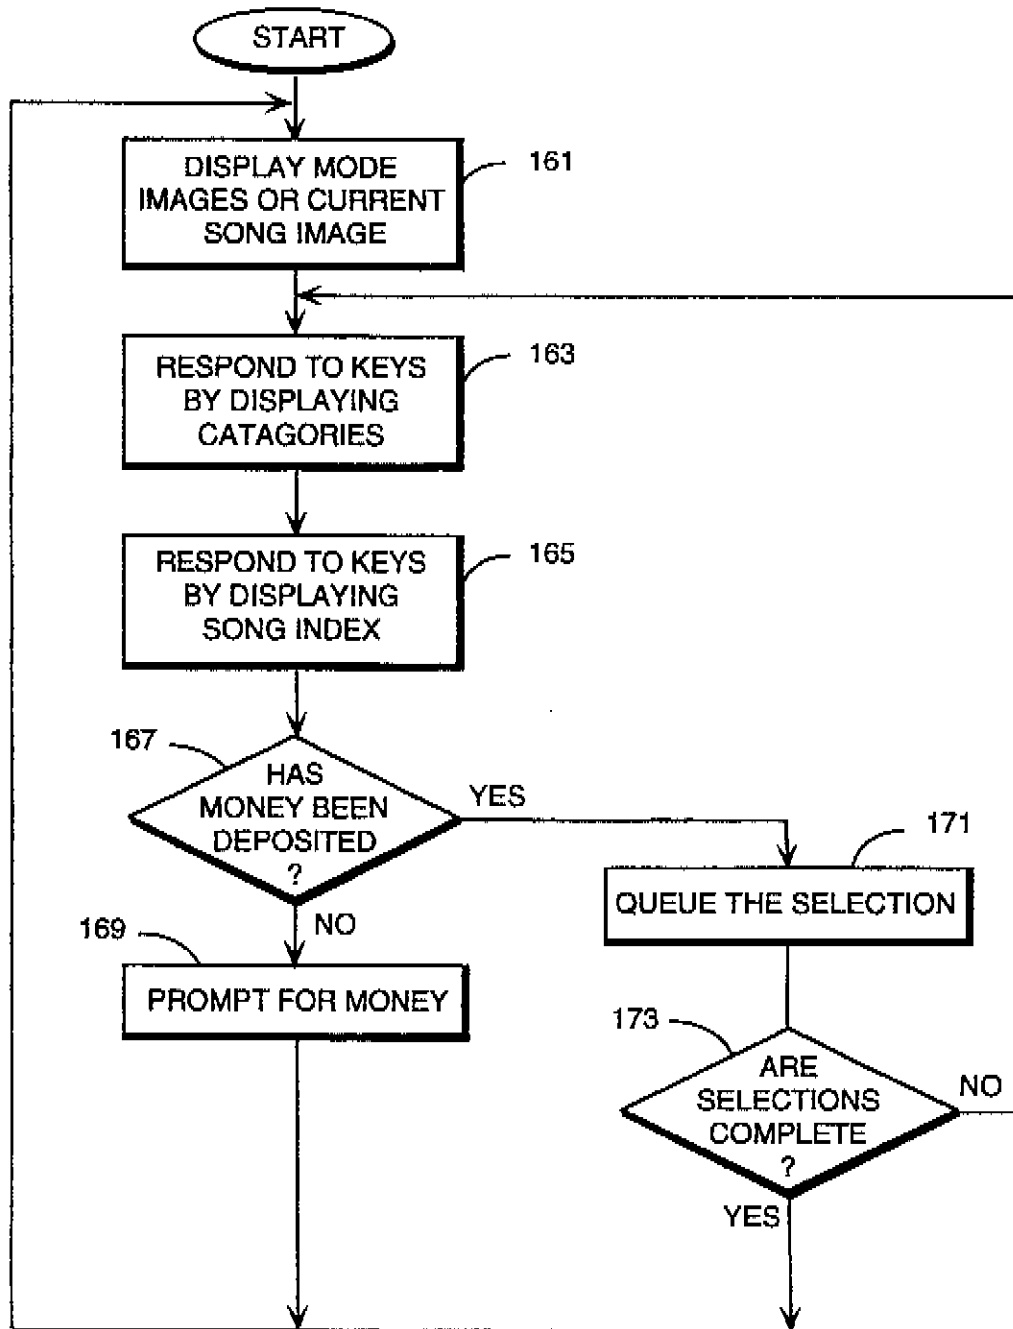 START
DISPLAY MODE
IMAGES OR CURRENT
SONG IMAGE
161
RESPOND TO KEYS
BY DISPLAYING
CATAGORIES
163
RESPOND TO KEYS
BY DISPLAYING
SONG INDEX
165
167
HAS
MONEY BEEN
DEPOSITED
?
YES
NO
169
PROMPT FOR MONEY
171
QUEUE THE SELECTION
173
ARE
SELECTIONS
COMPLETE
?
NO
YES